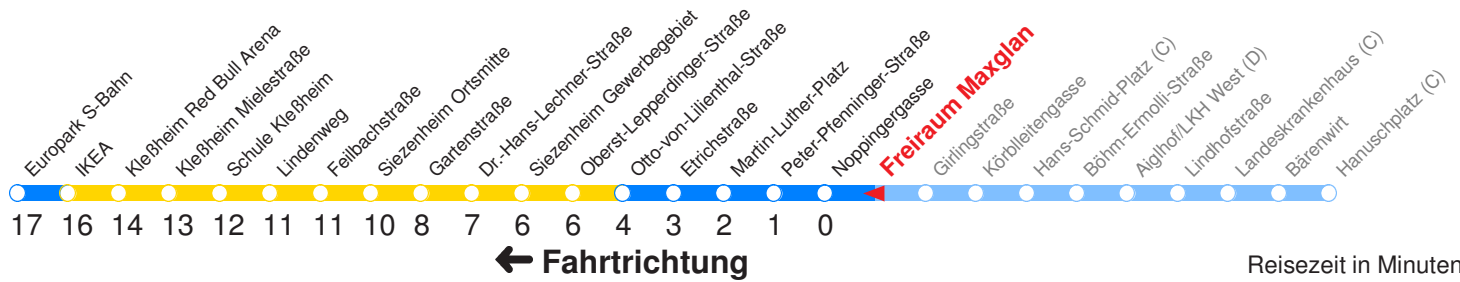 Europark S-Bahn
IKEA
Kleßheim Red Bull Arena
Kleßheim Mielestraße
Schule Kleßheim
Lindenweg
Feilbachstraße
Siezenheim Ortsmitte
Gartenstraße
Dr.-Hans-Lechner-Straße
Siezenheim Gewerbegebiet
Oberst-Lepperdinger-Straße
Otto-von-Lilienthal-Straße
Etrichstraße
Martin-Luther-Platz
Peter-Pfenninger-Straße
Noppingergasse
Freiraum Maxglan
Girlingstraße
Körbleitengasse
Hans-Schmid-Platz (C)
Böhm-Ermolli-Straße
Aiglhof/LKH West (D)
Lindhofstraße
Landeskrankenhaus (C)
Bärenwirt
Hanuschplatz (C)
17 16 14 13 12 11 11 10 8 7 6 6 4 3 2 1 0
Fahrtrichtung
Reisezeit in Minuten